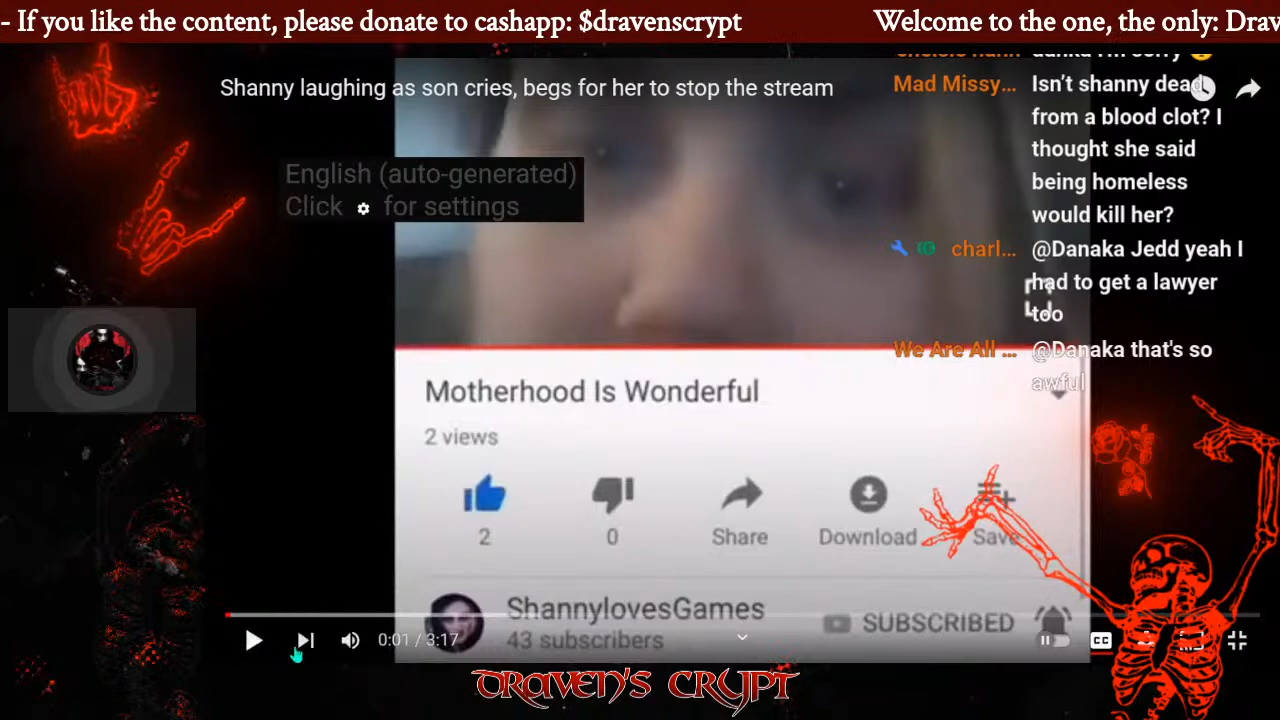 - If you like the content, please donate to cashapp: $dravenscrypt
Welcome to the one, the only: Drav
Shanny laughing as son cries, begs for her to stop the stream
English (auto-generated)
Click for settings
danka I'm sorry
Mad Missy... Isn't shanny dead
from a blood clot? I
thought she said
being homeless
would kill her?
charl... @Danaka Jedd yeah I
had to get a lawyer
too
We Are All ... @Danaka that's so
awful
Motherhood Is Wonderful
2 views
2
0
Share
Download
Save
ShannylovesGames
43 subscribers
SUBSCRIBED
0:01 / 3:17
CC
DRAVEN'S CRYPT